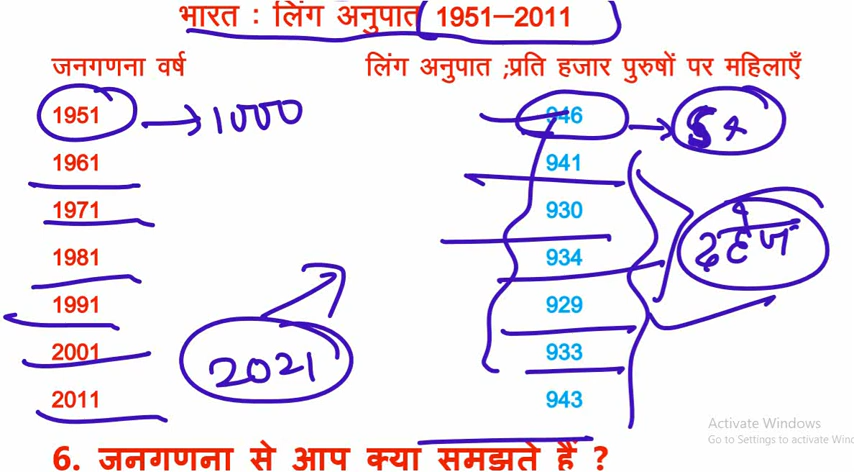 भारत : लिंग अनुपात 1951–2011
जनगणना वर्ष लिंग अनुपात ;प्रति हजार पुरुषों पर महिलाएँ
1951 → 1000 946
1961 941
1971 930
1981 934 दहेज
1991 929
2001 2021 933
2011 943
Activate Windows
Go to Settings to activate Win
6. जनगणना से आप क्या समझते हैं ?